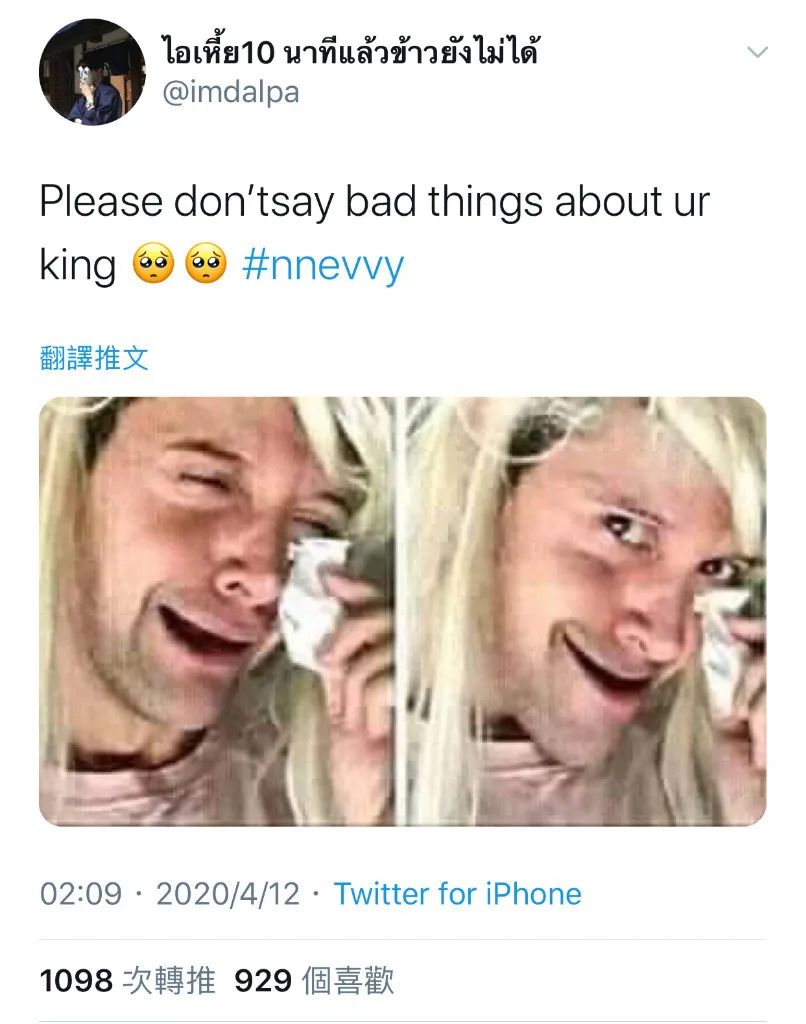 ไอเหี้ย10 นาทีแล้วข้าวยังไม่ได้
@imdalpa
Please don’tsay bad things about ur
king 🥺🥺 #nnevvy
翻譯推文
02:09 · 2020/4/12 · Twitter for iPhone
1098 次轉推 929 個喜歡